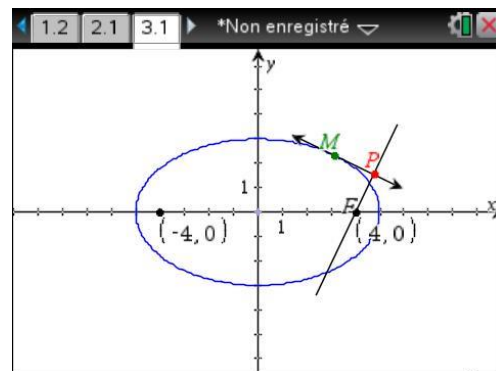 1.2 2.1 3.1 *Non enregistré
y
M
P
1
F
x
(-4,0) 1 (4,0)